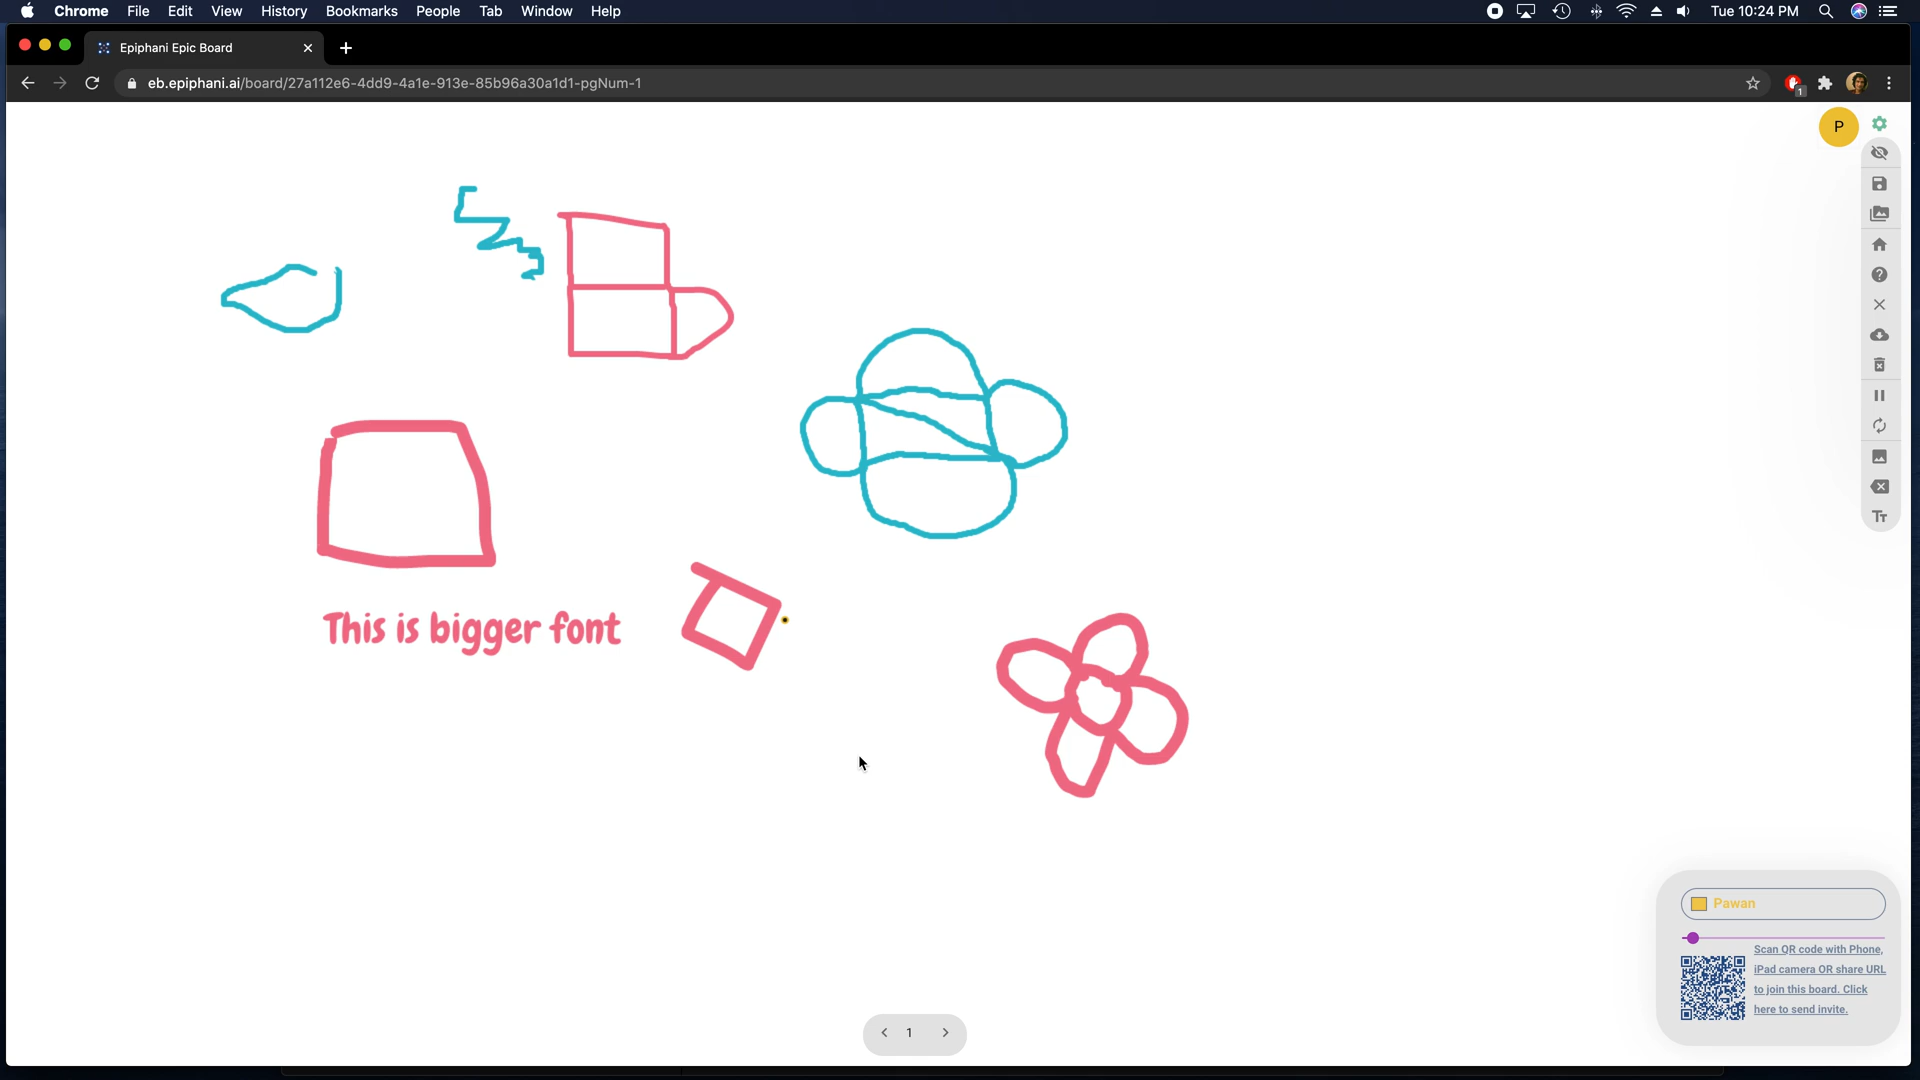 Chrome File Edit View History Bookmarks People Tab Window Help
Tue 10:24 PM
Epiphani Epic Board
eb.epiphani.ai/board/27a112e6-4dd9-4a1e-913e-85b96a30a1d1-pgNum-1
1
P
Tт
This is bigger font
Pawan
Scan QR code with Phone,
iPad camera OR share URL
to join this board. Click
here to send invite.
1